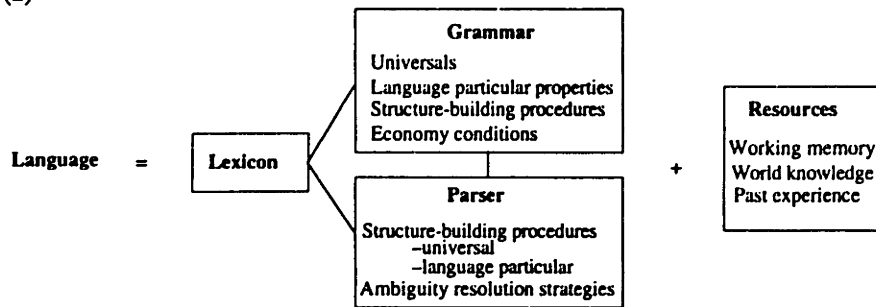 Grammar
Universals
Language particular properties
Structure-building procedures
Economy conditions
Language = Lexicon
+
Parser
Structure-building procedures
–universal
–language particular
Ambiguity resolution strategies
Resources
Working memory
World knowledge
Past experience